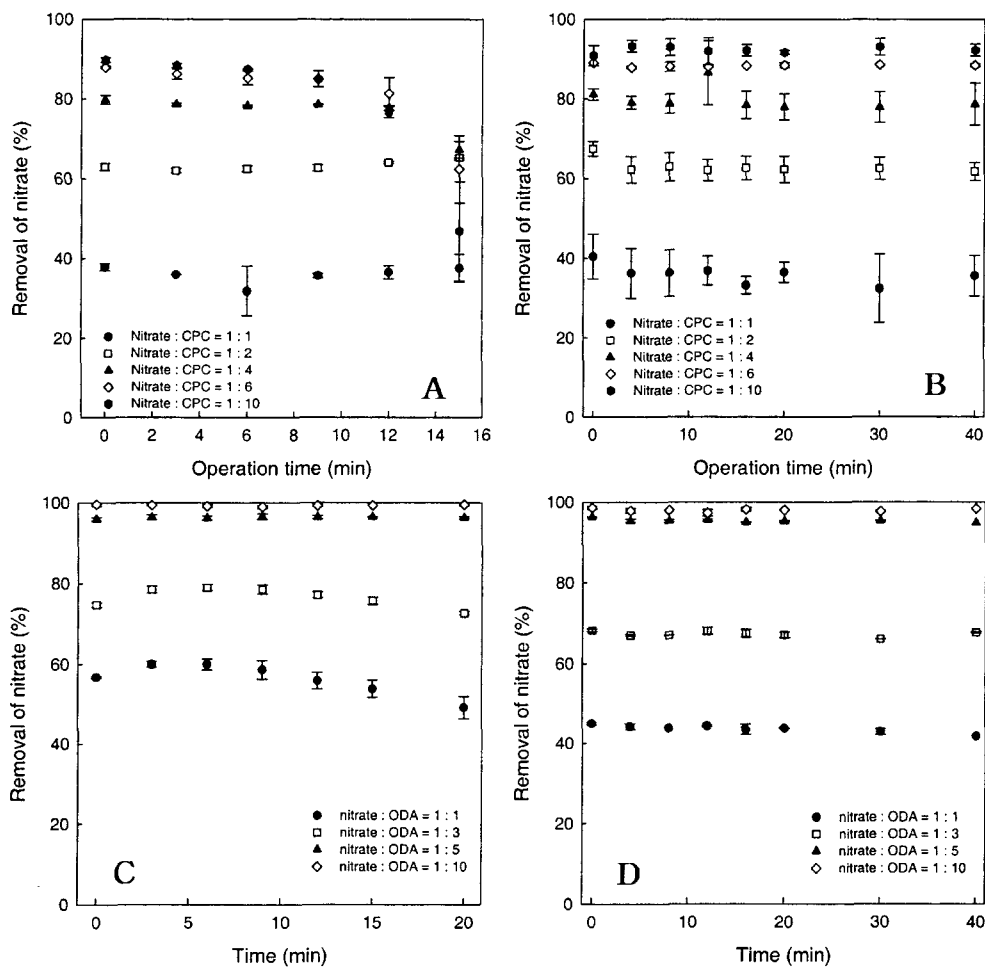 100
80
60
40
20
0
Removal of nitrate (%)
Nitrate : CPC = 1 : 1
Nitrate : CPC = 1 : 2
Nitrate : CPC = 1 : 4
Nitrate : CPC = 1 : 6
Nitrate : CPC = 1 : 10
A
0 2 4 6 8 10 12 14 16
Operation time (min)
100
80
60
40
20
0
Removal of nitrate (%)
Nitrate : CPC = 1 : 1
Nitrate : CPC = 1 : 2
Nitrate : CPC = 1 : 4
Nitrate : CPC = 1 : 6
Nitrate : CPC = 1 : 10
B
0 10 20 30 40
Operation time (min)
100
80
60
40
20
0
Removal of nitrate (%)
nitrate : ODA = 1 : 1
nitrate : ODA = 1 : 3
nitrate : ODA = 1 : 5
nitrate : ODA = 1 : 10
C
0 5 10 15 20
Time (min)
100
80
60
40
20
0
Removal of nitrate (%)
nitrate : ODA = 1 : 1
nitrate : ODA = 1 : 3
nitrate : ODA = 1 : 5
nitrate : ODA = 1 : 10
D
0 10 20 30 40
Time (min)